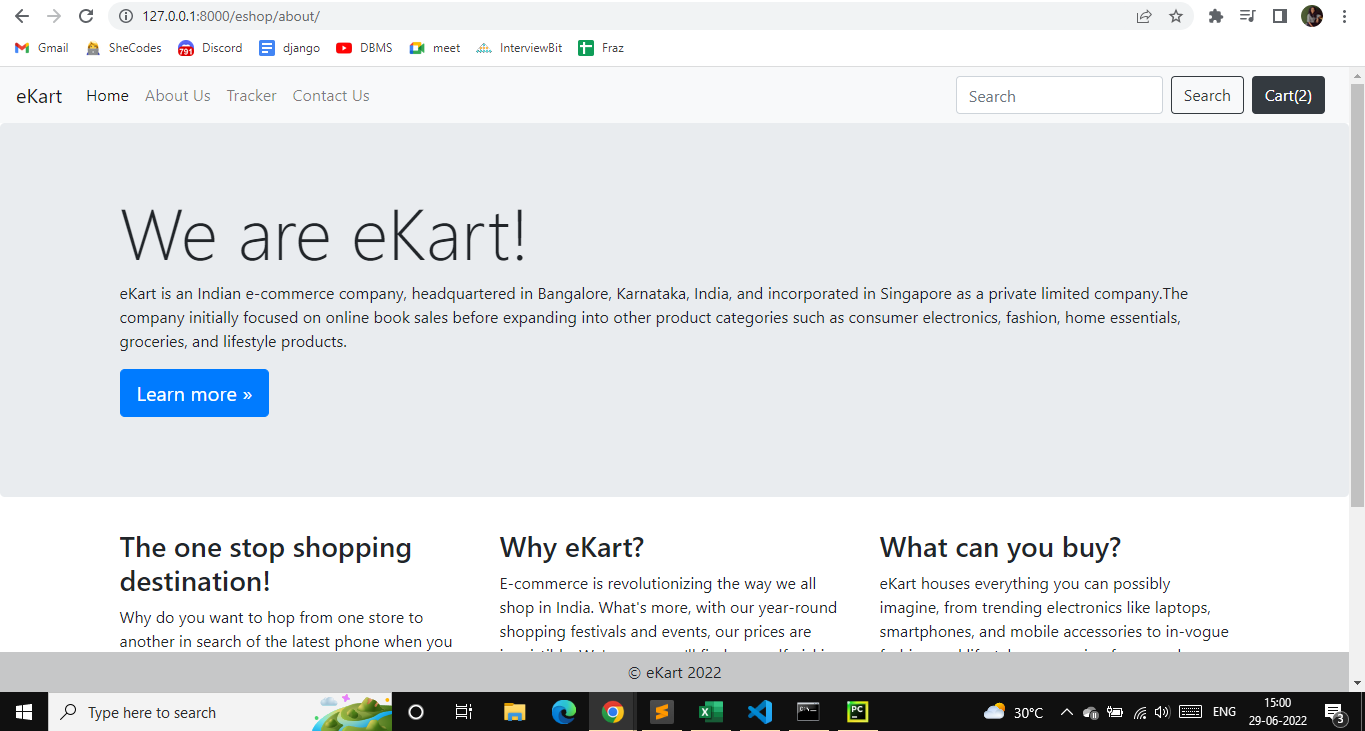 127.0.0.1:8000/eshop/about/
Gmail SheCodes 791 Discord django DBMS meet InterviewBit Fraz
eKart Home About Us Tracker Contact Us Search Search Cart(2)
We are eKart!
eKart is an Indian e-commerce company, headquartered in Bangalore, Karnataka, India, and incorporated in Singapore as a private limited company.The
company initially focused on online book sales before expanding into other product categories such as consumer electronics, fashion, home essentials,
groceries, and lifestyle products.
Learn more »
The one stop shopping
destination!
Why do you want to hop from one store to
another in search of the latest phone when you
Why eKart?
E-commerce is revolutionizing the way we all
shop in India. What's more, with our year-round
shopping festivals and events, our prices are
What can you buy?
eKart houses everything you can possibly
imagine, from trending electronics like laptops,
smartphones, and mobile accessories to in-vogue
© eKart 2022
Type here to search
PC
30°C
ENG
15:00
29-06-2022
3